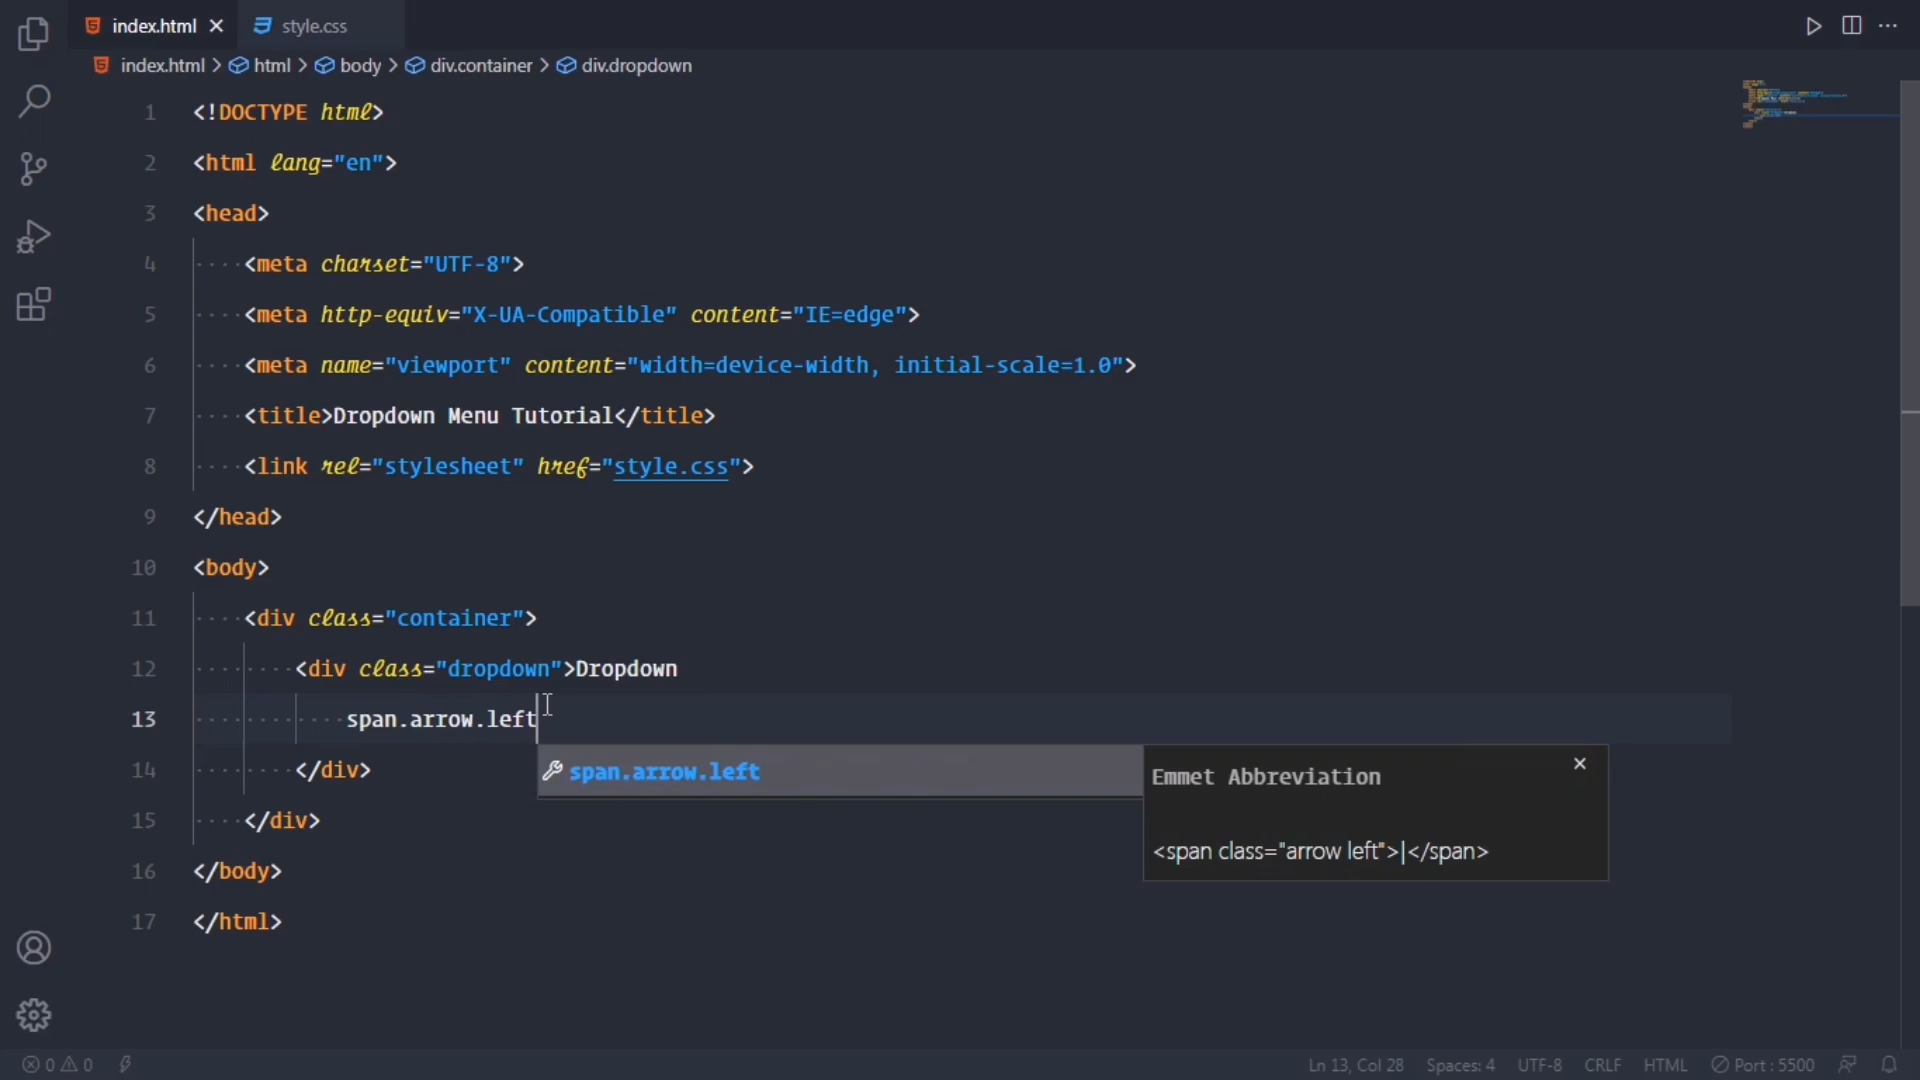 index.html
style.css
index.html > html > body > div.container > div.dropdown
1 <!DOCTYPE html>
2 <html lang="en">
3 <head>
4 <meta charset="UTF-8">
5 <meta http-equiv="X-UA-Compatible" content="IE=edge">
6 <meta name="viewport" content="width=device-width, initial-scale=1.0">
7 <title>Dropdown Menu Tutorial</title>
8 <link rel="stylesheet" href="style.css">
9 </head>
10 <body>
11 <div class="container">
12 <div class="dropdown">Dropdown
13 span.arrow.left
14 </div>
span.arrow.left
Emmet Abbreviation
<span class="arrow left">|</span>
15 </div>
16 </body>
17 </html>
0 0 Ln 13, Col 28 Spaces: 4 UTF-8 CRLF HTML Port : 5500